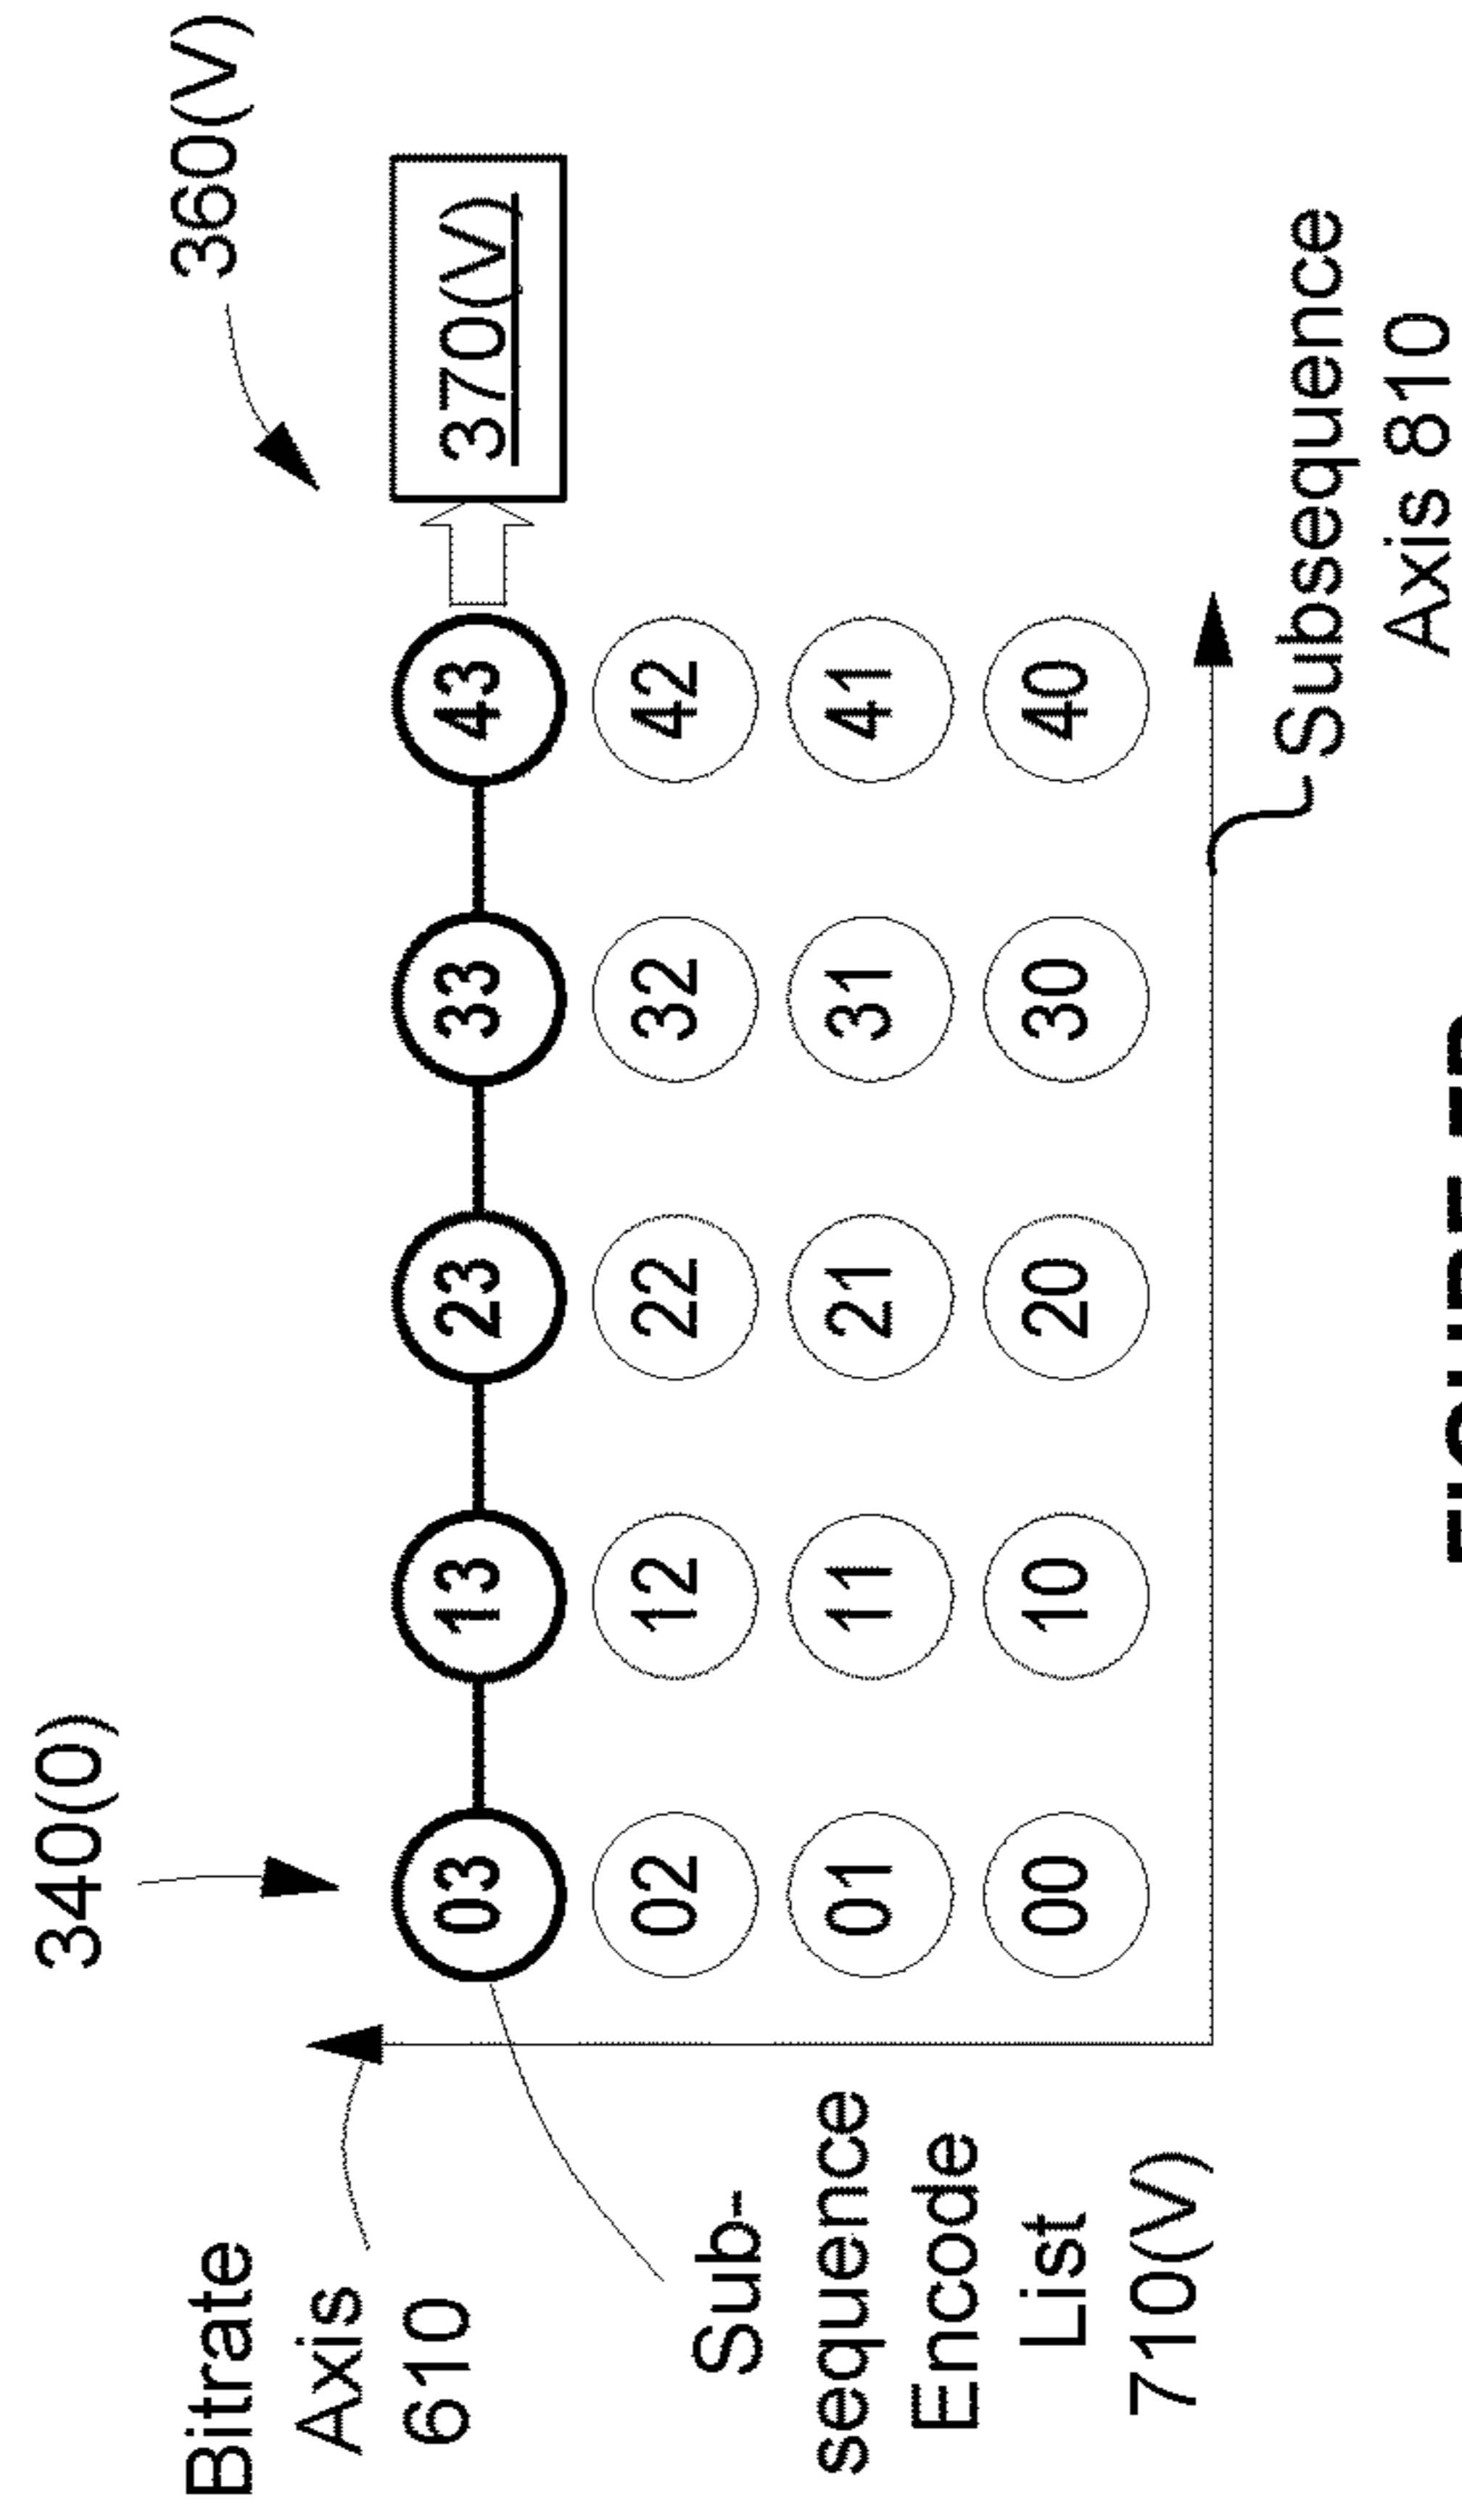 340(0)
360(V)
Bitrate
Axis
610
03
13
23
33
43
370(V)
02
12
22
32
42
01
11
21
31
41
00
10
20
30
40
Sub-
sequence
Encode
List
710(V)
Subsequence
Axis 810